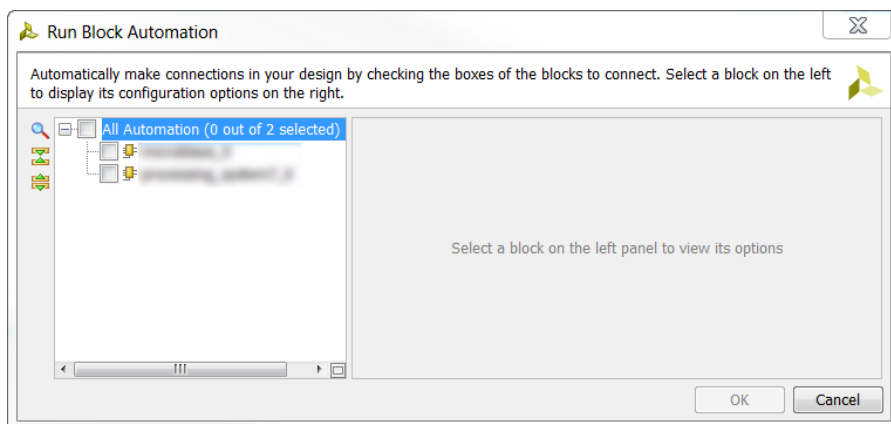 Run Block Automation
Automatically make connections in your design by checking the boxes of the blocks to connect. Select a block on the left
to display its configuration options on the right.
All Automation (0 out of 2 selected)
Select a block on the left panel to view its options
OK
Cancel